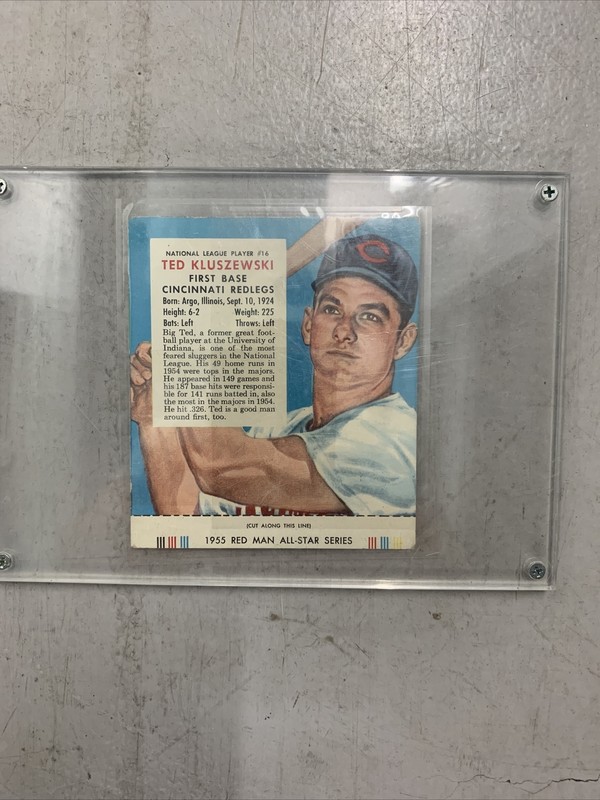 NATIONAL LEAGUE PLAYER #16
TED KLUSZEWSKI
FIRST BASE
CINCINNATI REDLEGS
Born: Argo, Illinois, Sept. 10, 1924
Height: 6-2 Weight: 225
Bats: Left Throws: Left
Big Ted, a former great foot-
ball player at the University of
Indiana, is one of the most
feared sluggers in the National
League. His 49 home runs in
1954 were tops in the majors.
He appeared in 149 games and
his 187 base hits were responsi-
ble for 141 runs batted in, also
the most in the majors in 1954.
He hit .326. Ted is a good man
around first, too.
C
(CUT ALONG THIS LINE)
1955 RED MAN ALL-STAR SERIES